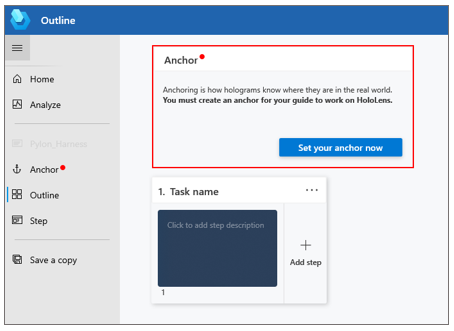 Outline
Anchor
Anchoring is how holograms know where they are in the real world.
You must create an anchor for your guide to work on HoloLens.
Set your anchor now
Home
Analyze
Pylon_Harness
Anchor
Outline
Step
Save a copy
1. Task name
Click to add step description
Add step
1